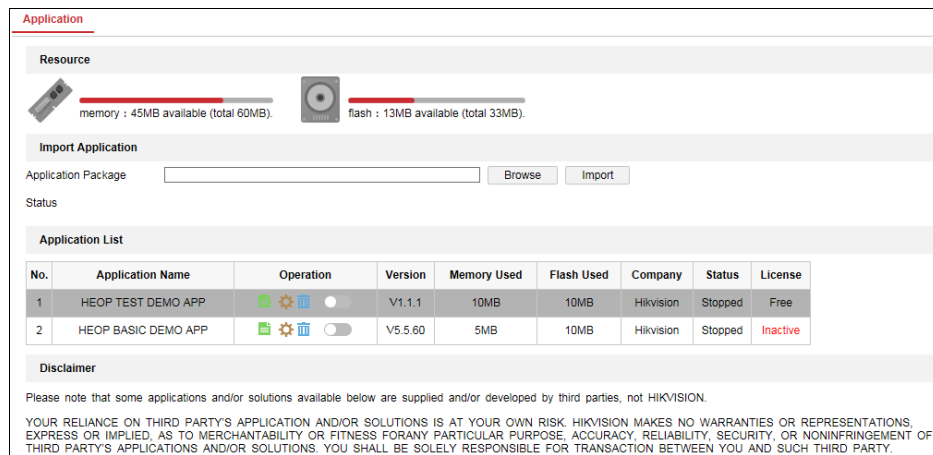 Application
Resource
memory : 45MB available (total 60MB).
flash : 13MB available (total 33MB).
Import Application
Application Package Browse Import
Status
Application List
No. Application Name Operation Version Memory Used Flash Used Company Status License
1 HEOP TEST DEMO APP V1.1.1 10MB 10MB Hikvision Stopped Free
2 HEOP BASIC DEMO APP V5.5.60 5MB 10MB Hikvision Stopped Inactive
Disclaimer
Please note that some applications and/or solutions available below are supplied and/or developed by third parties, not HIKVISION.
YOUR RELIANCE ON THIRD PARTY'S APPLICATION AND/OR SOLUTIONS IS AT YOUR OWN RISK. HIKVISION MAKES NO WARRANTIES OR REPRESENTATIONS,
EXPRESS OR IMPLIED, AS TO MERCHANTABILITY OR FITNESS FORANY PARTICULAR PURPOSE, ACCURACY, RELIABILITY, SECURITY, OR NONINFRINGEMENT OF
THIRD PARTY'S APPLICATIONS AND/OR SOLUTIONS. YOU SHALL BE SOLELY RESPONSIBLE FOR TRANSACTION BETWEEN YOU AND SUCH THIRD PARTY.